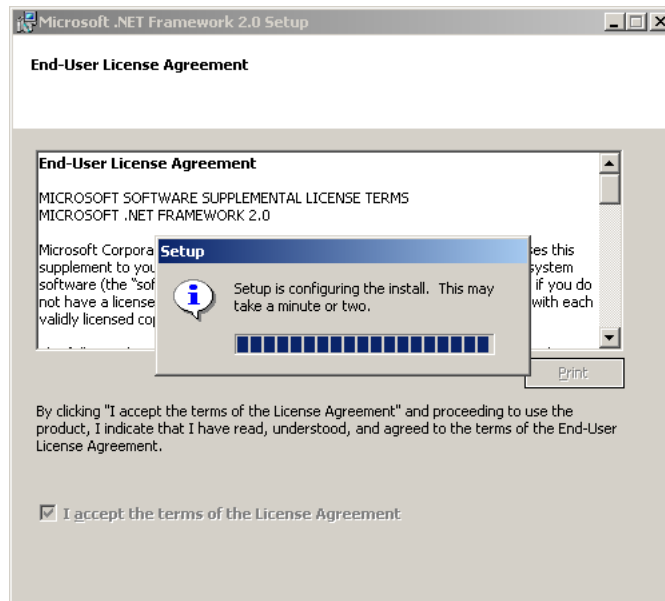 Microsoft .NET Framework 2.0 Setup
End-User License Agreement
End-User License Agreement
MICROSOFT SOFTWARE SUPPLEMENTAL LICENSE TERMS
MICROSOFT .NET FRAMEWORK 2.0
Microsoft Corpora
ses this
supplement to you
system
software (the "sof
if you do
not have a license
with each
validly licensed co
Setup
Setup is configuring the install. This may
take a minute or two.
Print
By clicking "I accept the terms of the License Agreement" and proceeding to use the
product, I indicate that I have read, understood, and agreed to the terms of the End-User
License Agreement.
I accept the terms of the License Agreement